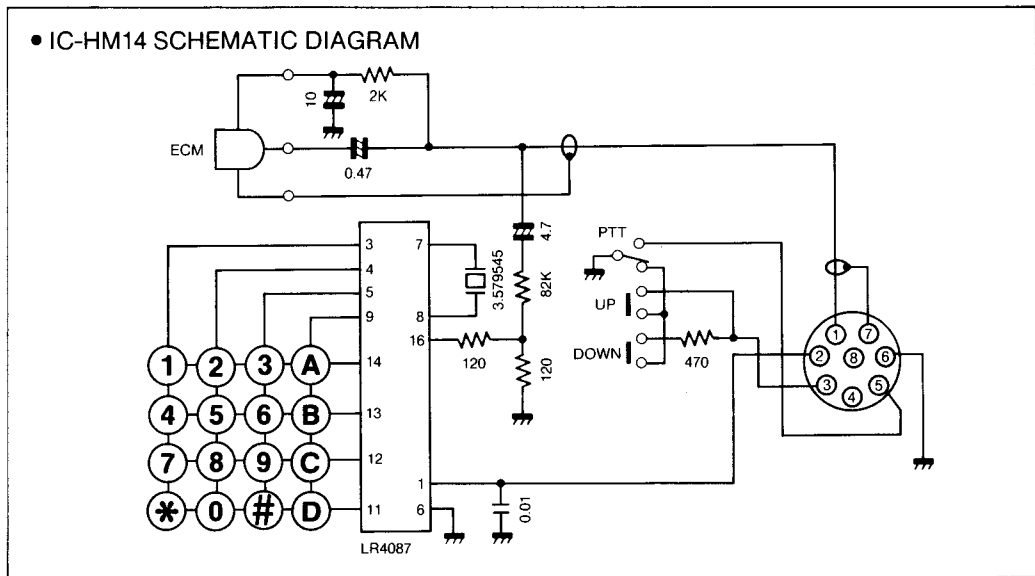 • IC-HM14 SCHEMATIC DIAGRAM
10
2K
ECM
0.47
3
4
5
9
14
13
12
11
7
8
16
1
6
LR4087
3.579545
4.7
82K
120
120
0.01
1 2 3 A
4 5 6 B
7 8 9 C
* 0 # D
PTT
UP
DOWN
470
1
7
2
8
6
3
5
4